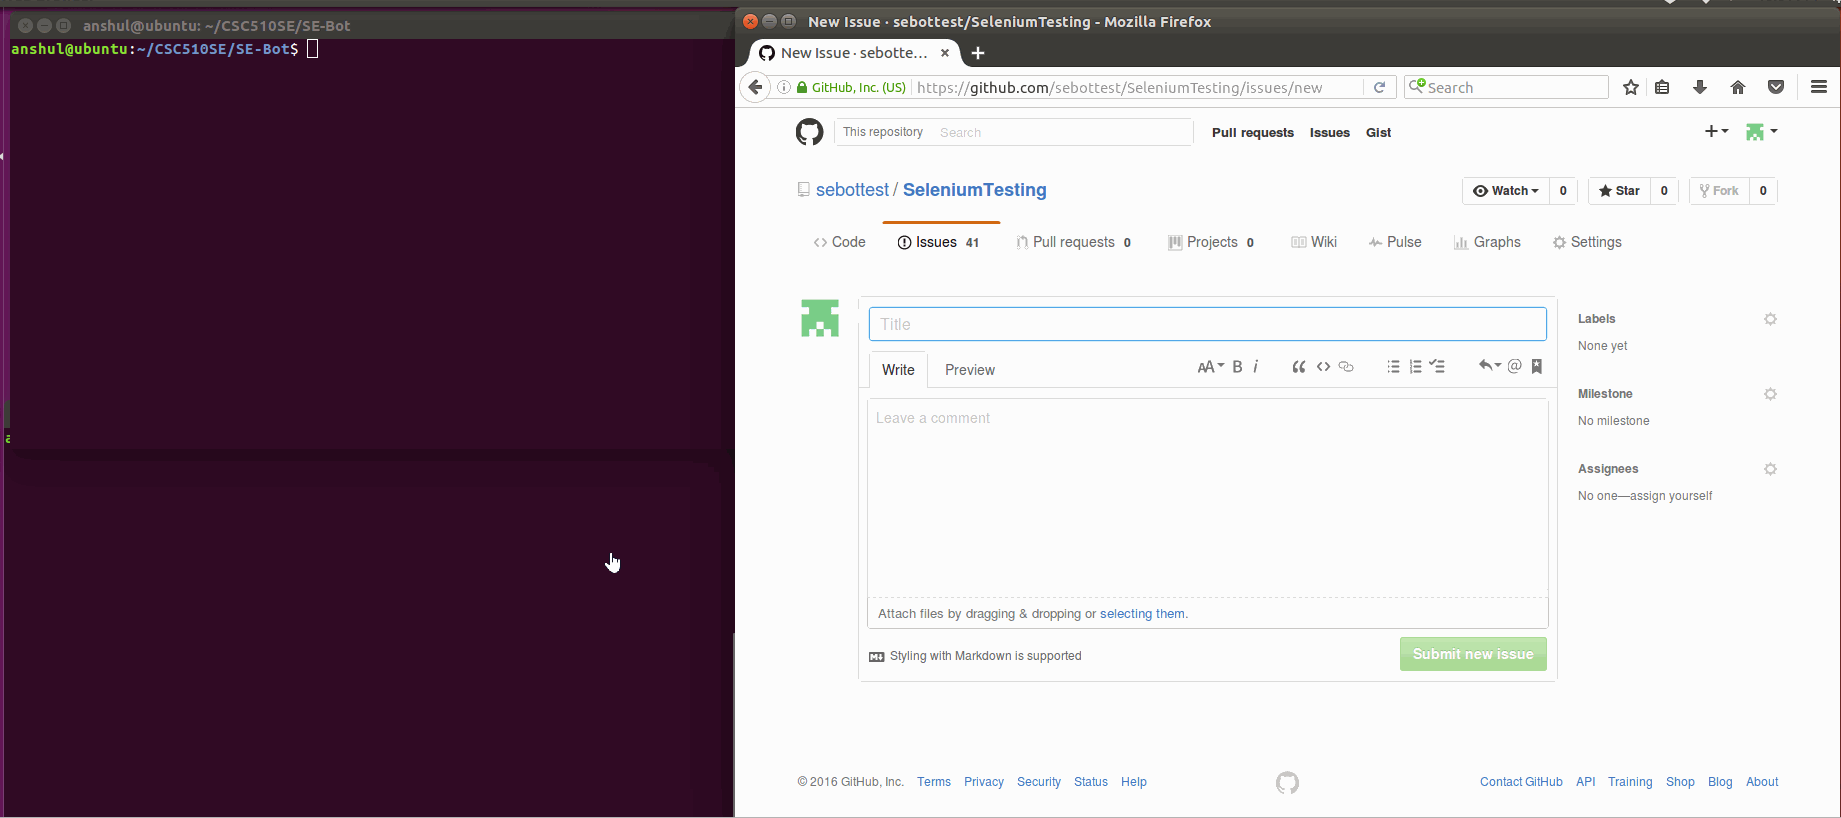 anshul@ubuntu: ~/CSC510SE/SE-Bot
anshul@ubuntu:~/CSC510SE/SE-Bot$
a
New Issue · sebottest/SeleniumTesting - Mozilla Firefox
New Issue · sebotte...
GitHub, Inc. (US)
https://github.com/sebottest/SeleniumTesting/issues/new
Search
This repository
Search
Pull requests
Issues
Gist
sebottest / SeleniumTesting
Watch 0
Star 0
Fork 0
Code
Issues 41
Pull requests 0
Projects 0
Wiki
Pulse
Graphs
Settings
Title
Write
Preview
AA B i
Leave a comment
Attach files by dragging & dropping or selecting them.
Styling with Markdown is supported
Submit new issue
Labels
None yet
Milestone
No milestone
Assignees
No one—assign yourself
© 2016 GitHub, Inc. Terms Privacy Security Status Help
Contact GitHub API Training Shop Blog About